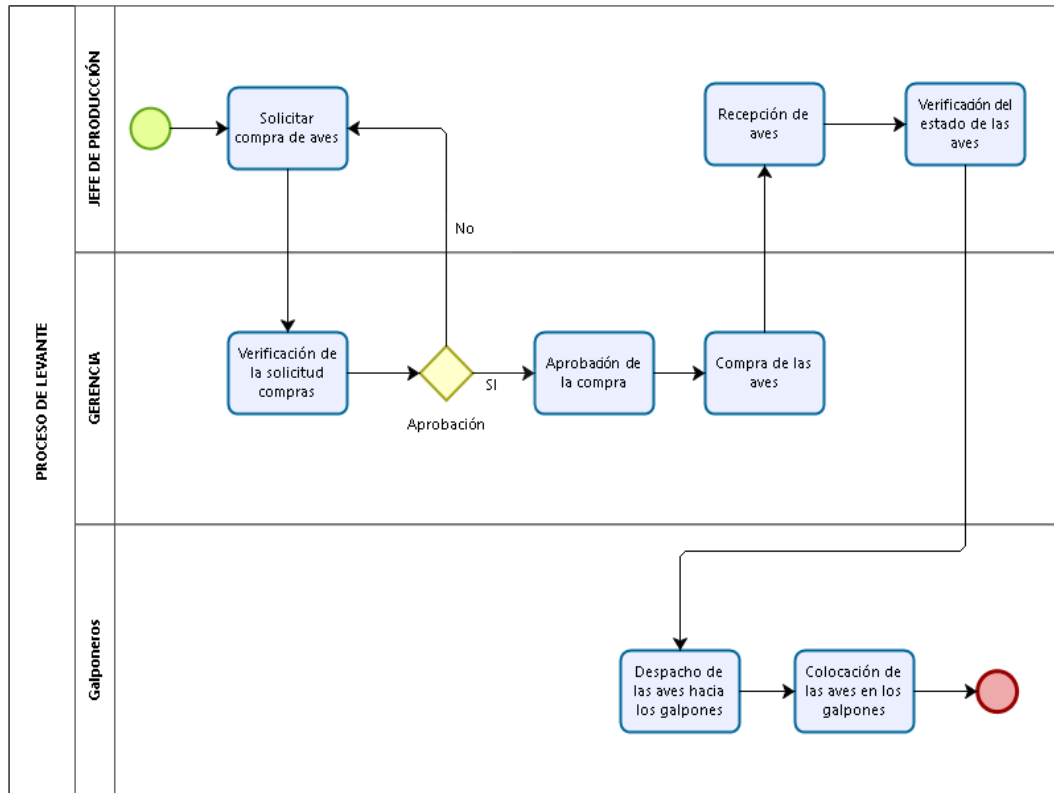 PROCESO DE LEVANTE
JEFE DE PRODUCCIÓN
Solicitar
compra de aves
Recepción de
aves
Verificación del
estado de las
aves
No
GERENCIA
Verificación de
la solicitud
compras
Aprobación
SI
Aprobación de
la compra
Compra de las
aves
Galponeros
Despacho de
las aves hacia
los galpones
Colocación de
las aves en los
galpones